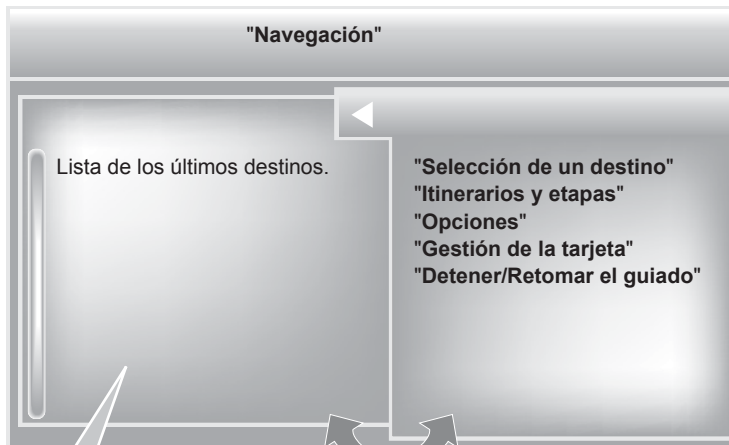 "Navegación"
Lista de los últimos destinos.
"Selección de un destino"
"Itinerarios y etapas"
"Opciones"
"Gestión de la tarjeta"
"Detener/Retomar el guiado"